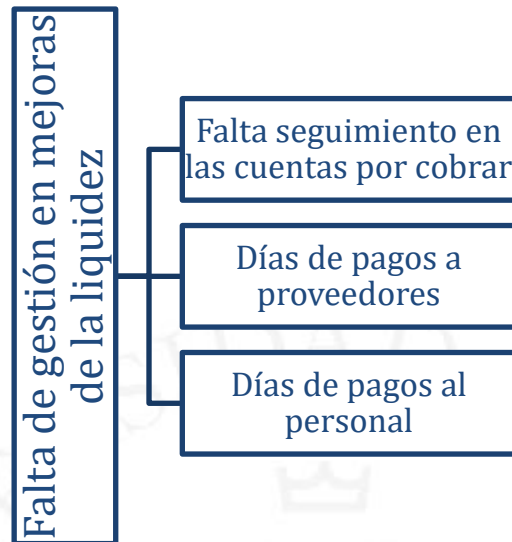 Falta de gestión en mejoras
de la liquidez
Falta seguimiento en
las cuentas por cobrar
Días de pagos a
proveedores
Días de pagos al
personal